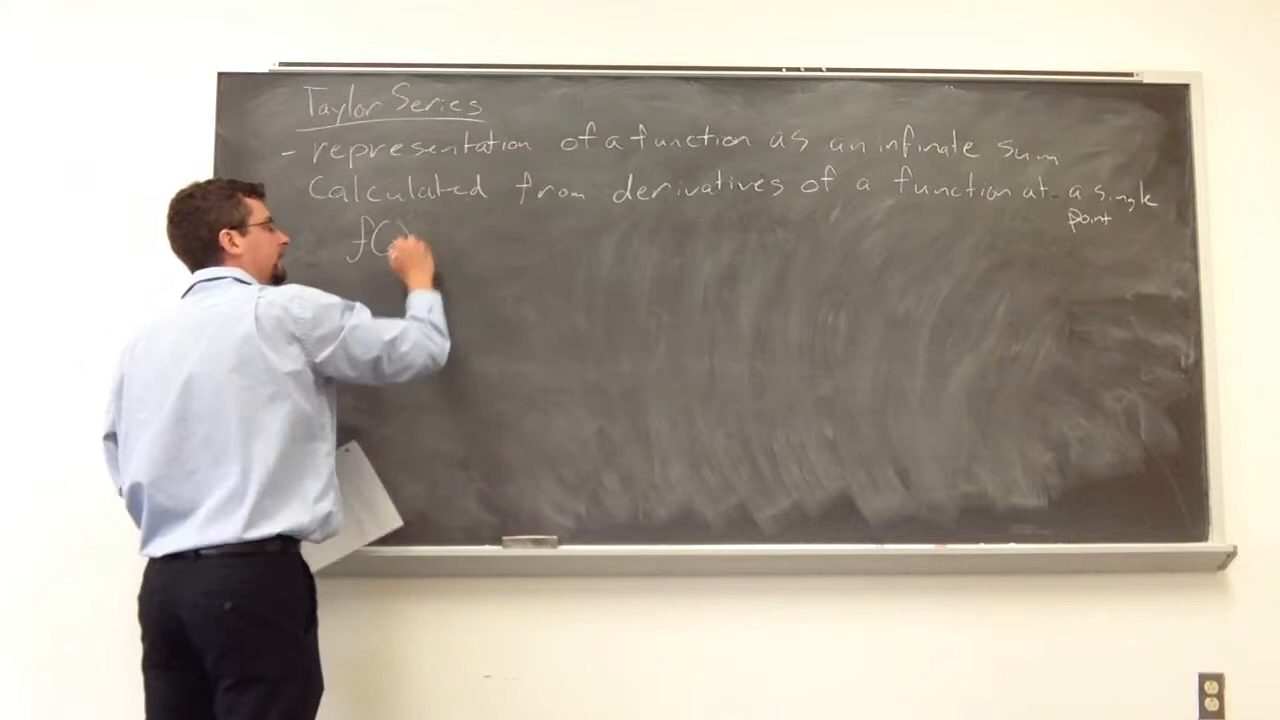 Taylor Series
- representation of a function as an infinate sum
Calculated from derivatives of a function at a single
point
f(